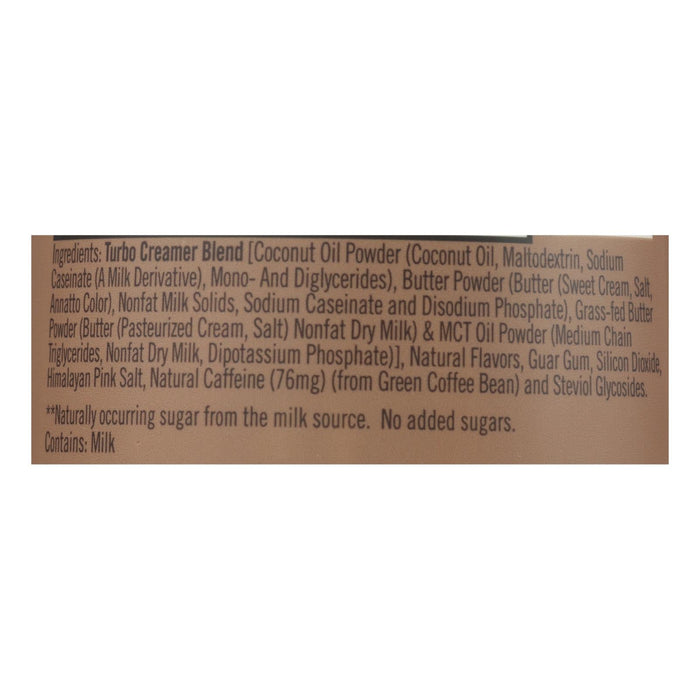 Ingredients: Turbo Creamer Blend [Coconut Oil Powder (Coconut Oil, Maltodextrin, Sodium
Caseinate (A Milk Derivative), Mono- And Diglycerides), Butter Powder (Butter (Sweet Cream, Salt,
Annatto Color), Nonfat Milk Solids, Sodium Caseinate and Disodium Phosphate), Grass-fed Butter
Powder (Butter (Pasteurized Cream, Salt) Nonfat Dry Milk) & MCT Oil Powder (Medium Chain
Triglycerides, Nonfat Dry Milk, Dipotassium Phosphate)], Natural Flavors, Guar Gum, Silicon Dioxide,
Himalayan Pink Salt, Natural Caffeine (76mg) (from Green Coffee Bean) and Steviol Glycosides.
**Naturally occurring sugar from the milk source. No added sugars.
Contains: Milk